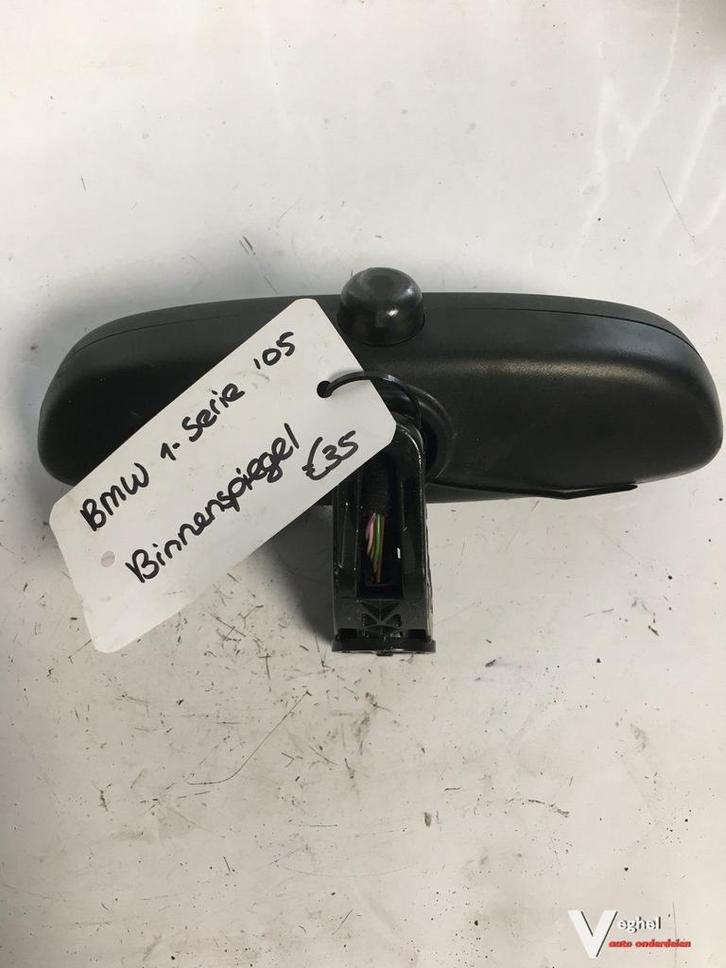 BMW 1-Serie '05
Binnenspiegel
€35
Veghel
auto onderdelen